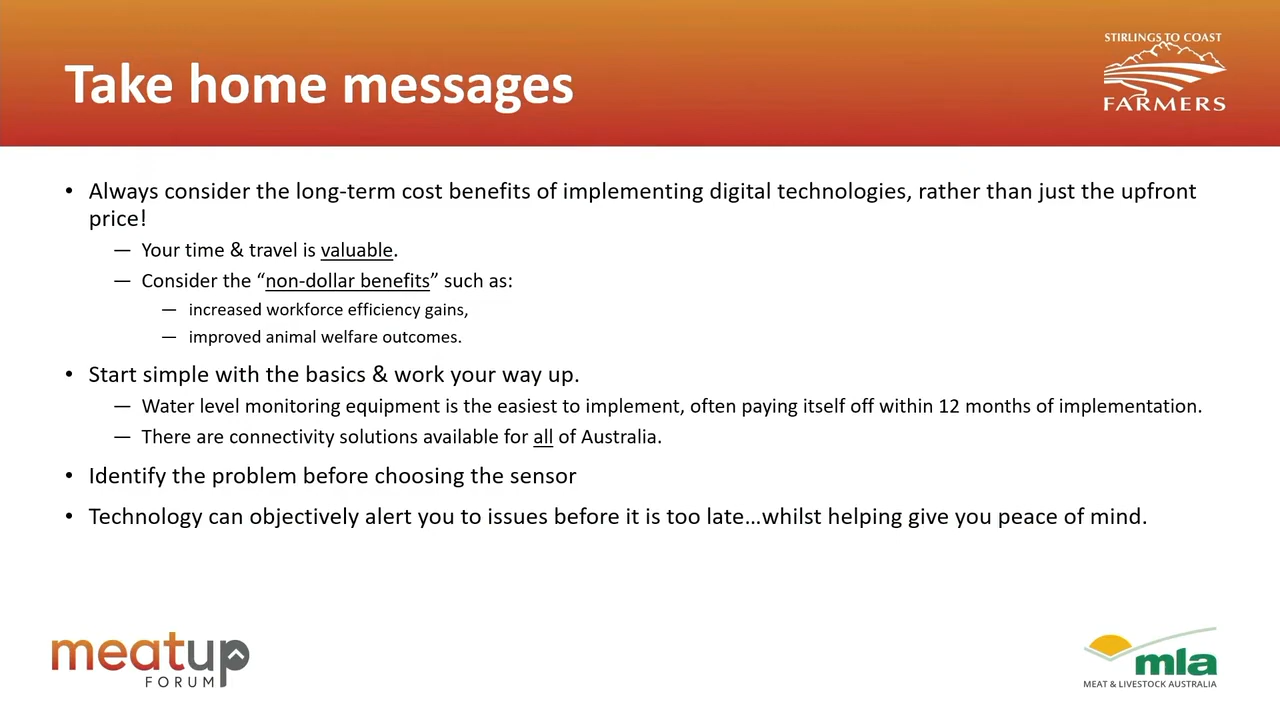 STIRLINGS TO COAST
FARMERS
Take home messages
• Always consider the long-term cost benefits of implementing digital technologies, rather than just the upfront
price!
— Your time & travel is valuable.
— Consider the “non-dollar benefits” such as:
— increased workforce efficiency gains,
— improved animal welfare outcomes.
• Start simple with the basics & work your way up.
— Water level monitoring equipment is the easiest to implement, often paying itself off within 12 months of implementation.
— There are connectivity solutions available for all of Australia.
• Identify the problem before choosing the sensor
• Technology can objectively alert you to issues before it is too late…whilst helping give you peace of mind.
meatup
FORUM
mla
MEAT & LIVESTOCK AUSTRALIA